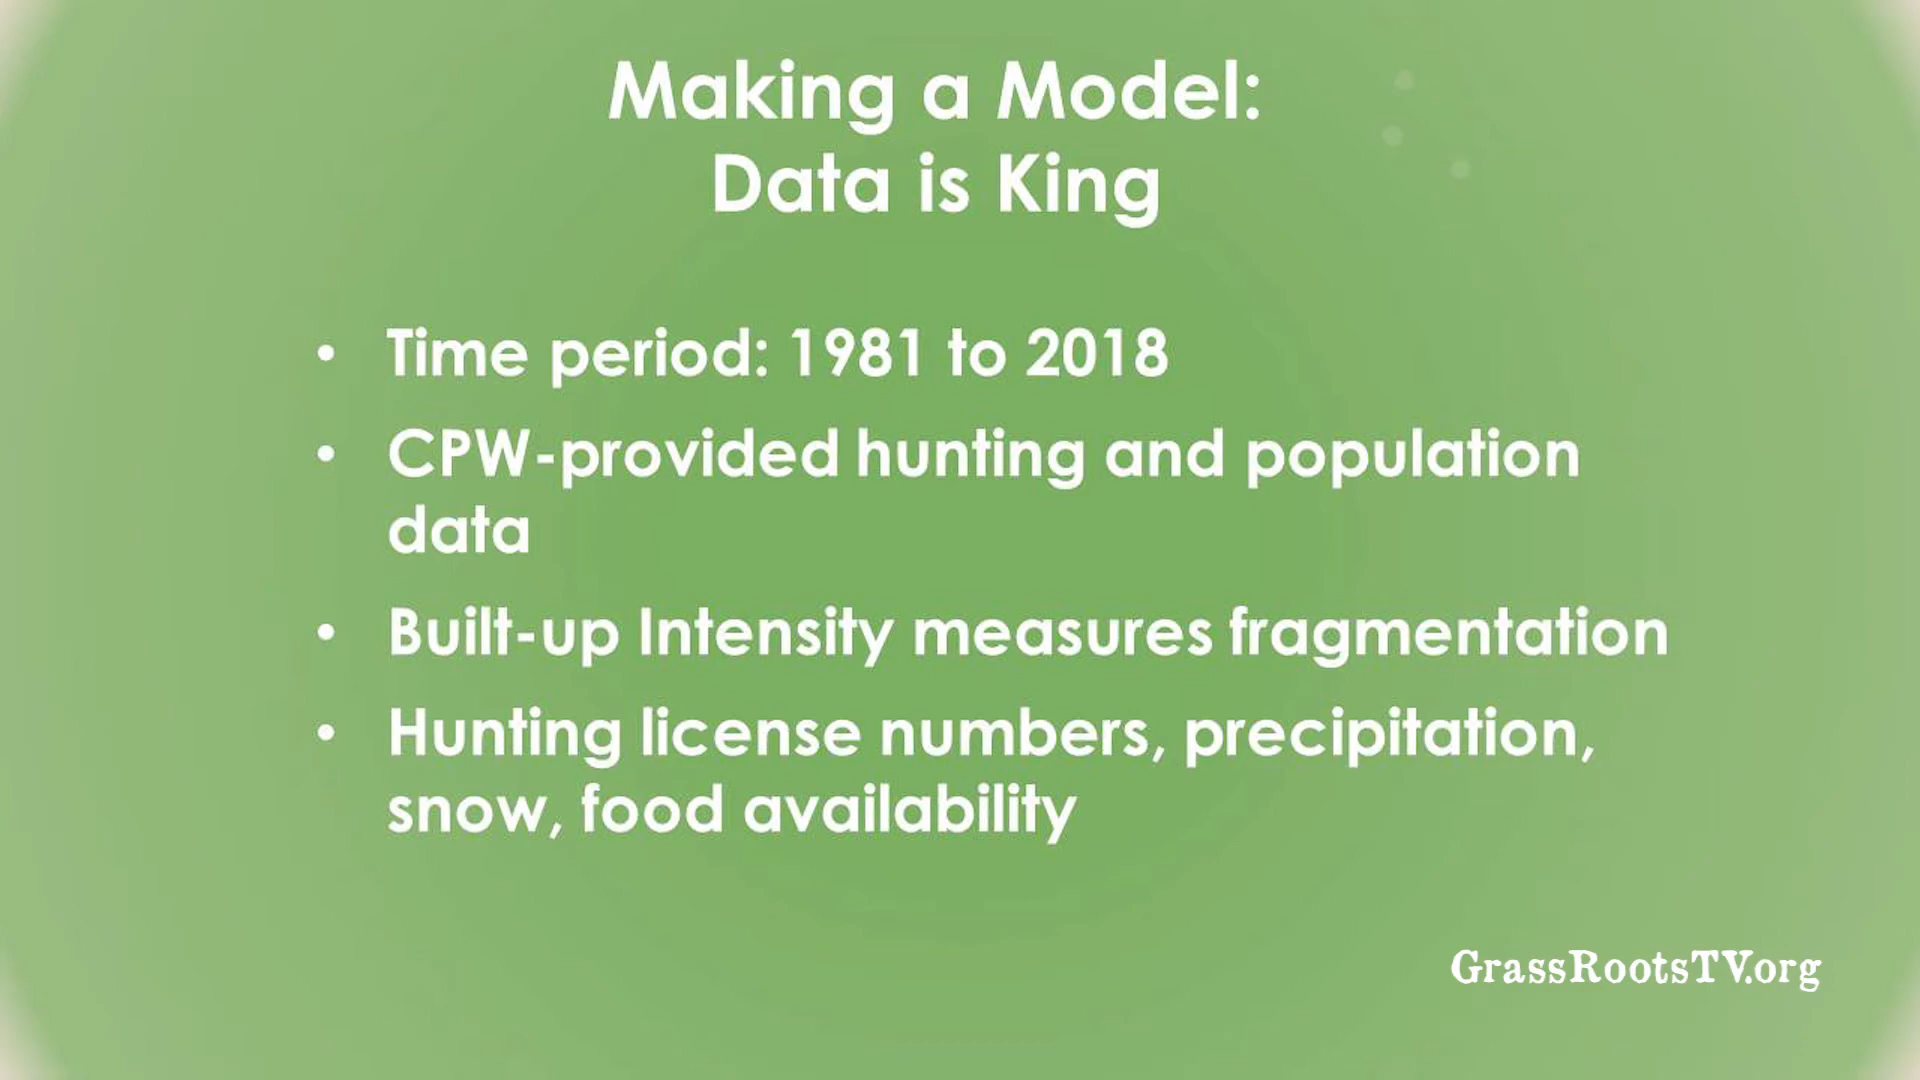 Making a Model:
Data is King
• Time period: 1981 to 2018
• CPW-provided hunting and population
data
• Built-up Intensity measures fragmentation
• Hunting license numbers, precipitation,
snow, food availability
GrassRootsTV.org